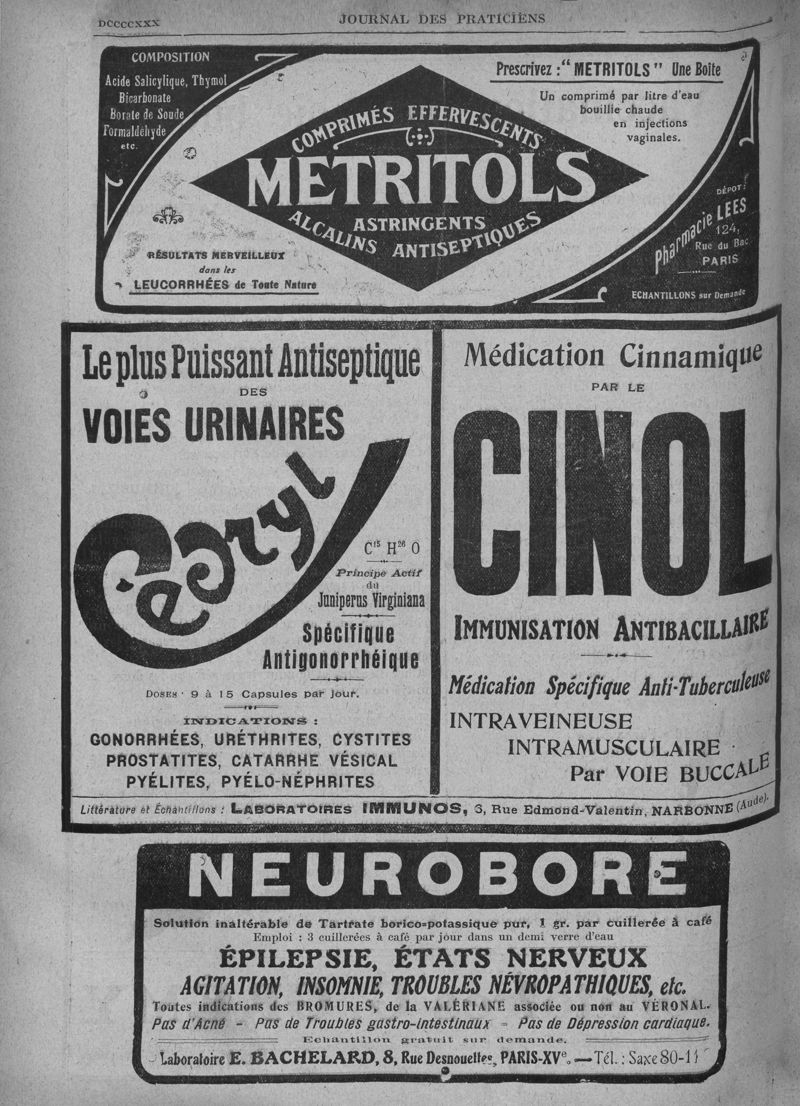 DCCCCXXX
JOURNAL DES PRATICIENS
COMPOSITION
Acide Salicylique, Thymol
Bicarbonate
Borate de Soude
Formaldéhyde
etc.
Prescrivez : "METRITOLS" Une Boite
Un comprimé par litre d'eau
bouillie chaude
en injections
vaginales.
COMPRIMÉS EFFERVESCENTS
METRITOLS
ASTRINGENTS
ALCALINS ANTISEPTIQUES
RÉSULTATS MERVEILLEUX
dans les
LEUCORRHÉES de Toute Nature
DÉPOT :
Pharmacie LEES
124,
Rue du Bac
PARIS
ECHANTILLONS sur Demande
Le plus Puissant Antiseptique
DES
VOIES URINAIRES
Cédryl
C15 H26 O
Principe Actif
du
Juniperus Virginiana
Spécifique
Antigonorrhéique
DOSES : 9 à 15 Capsules par jour.
INDICATIONS :
GONORRHÉES, URÉTHRITES, CYSTITES
PROSTATITES, CATARRHE VÉSICAL
PYÉLITES, PYÉLO-NÉPHRITES
Médication Cinnamique
PAR LE
CINOL
IMMUNISATION ANTIBACILLAIRE
Médication Spécifique Anti-Tuberculeuse
INTRAVEINEUSE
INTRAMUSCULAIRE
Par VOIE BUCCALE
Littérature et Échantillons : LABORATOIRES IMMUNOS, 3, Rue Edmond-Valentin, NARBONNE (Aude).
NEUROBORE
Solution inaltérable de Tartrate borico=potassique pur, 1 gr. par cuillerée à café
Emploi : 3 cuillerées à café par jour dans un demi verre d'eau
ÉPILEPSIE, ÉTATS NERVEUX
AGITATION, INSOMNIE, TROUBLES NÉVROPATHIQUES, etc.
Toutes indications des BROMURES, de la VALÉRIANE associée ou non au VÉRONAL.
Pas d'Acné - Pas de Troubles gastro-intestinaux - Pas de Dépression cardiaque.
Echantillon gratuit sur demande.
Laboratoire E. BACHELARD, 8, Rue Desnouettes, PARIS-XVe. — Tél. : Saxe 80-11